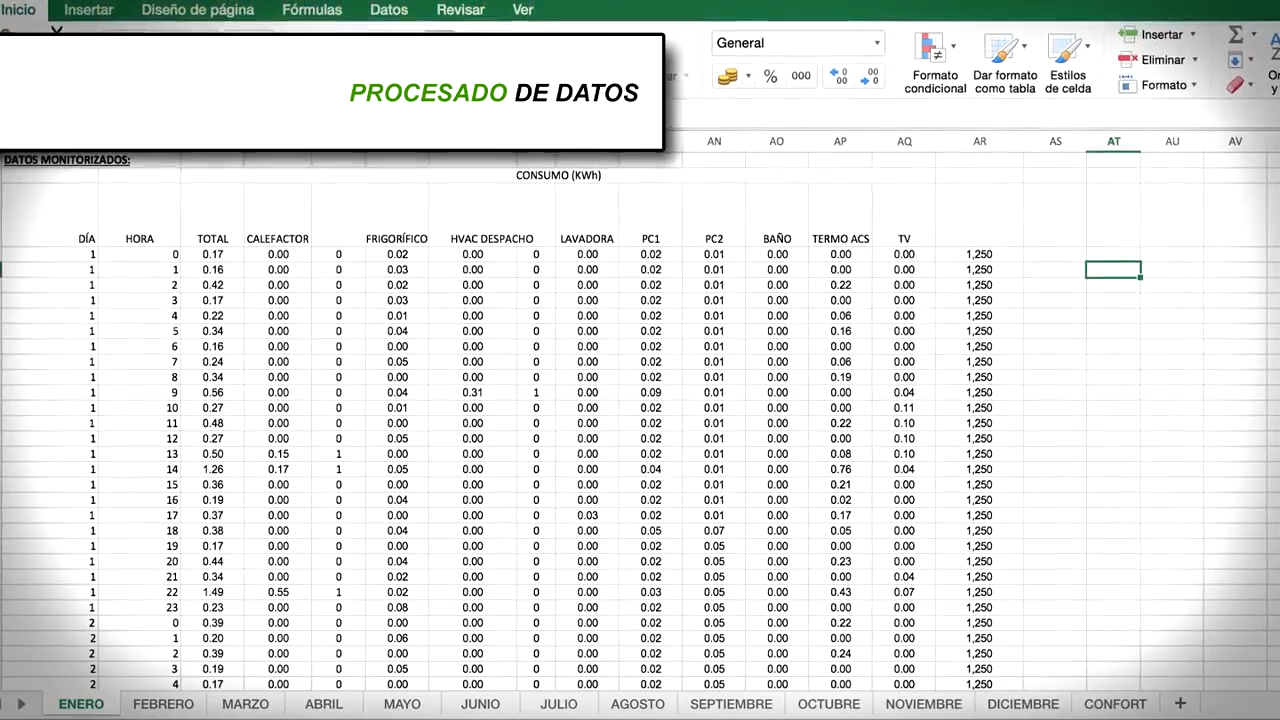 Inicio Insertar Diseño de página Fórmulas Datos Revisar Ver
PROCESADO DE DATOS
General
% 000
Formato condicional
Dar formato como tabla
Estilos de celda
Insertar
Eliminar
Formato
AN AO AP AQ AR AS AT AU AV
DATOS MONITORIZADOS:
CONSUMO (KWh)
DÍA HORA TOTAL CALEFACTOR FRIGORÍFICO HVAC DESPACHO LAVADORA PC1 PC2 BAÑO TERMO ACS TV
1 0 0.17 0.00 0 0.02 0.00 0 0.00 0.02 0.01 0.00 0.00 0.00 1,250
1 1 0.16 0.00 0 0.03 0.00 0 0.00 0.02 0.01 0.00 0.00 0.00 1,250
1 2 0.42 0.00 0 0.02 0.00 0 0.00 0.02 0.01 0.00 0.22 0.00 1,250
1 3 0.17 0.00 0 0.03 0.00 0 0.00 0.02 0.01 0.00 0.00 0.00 1,250
1 4 0.22 0.00 0 0.01 0.00 0 0.00 0.02 0.01 0.00 0.06 0.00 1,250
1 5 0.34 0.00 0 0.04 0.00 0 0.00 0.02 0.01 0.00 0.16 0.00 1,250
1 6 0.16 0.00 0 0.00 0.00 0 0.00 0.02 0.01 0.00 0.00 0.00 1,250
1 7 0.24 0.00 0 0.05 0.00 0 0.00 0.02 0.01 0.00 0.06 0.00 1,250
1 8 0.34 0.00 0 0.00 0.00 0 0.00 0.02 0.01 0.00 0.19 0.00 1,250
1 9 0.56 0.00 0 0.04 0.31 1 0.00 0.09 0.01 0.00 0.00 0.04 1,250
1 10 0.27 0.00 0 0.01 0.00 0 0.00 0.02 0.01 0.00 0.00 0.11 1,250
1 11 0.48 0.00 0 0.00 0.00 0 0.00 0.02 0.01 0.00 0.22 0.10 1,250
1 12 0.27 0.00 0 0.05 0.00 0 0.00 0.02 0.01 0.00 0.00 0.10 1,250
1 13 0.50 0.15 1 0.00 0.00 0 0.00 0.02 0.01 0.00 0.08 0.10 1,250
1 14 1.26 0.17 1 0.05 0.00 0 0.00 0.04 0.01 0.00 0.76 0.04 1,250
1 15 0.36 0.00 0 0.00 0.00 0 0.00 0.02 0.01 0.00 0.21 0.00 1,250
1 16 0.19 0.00 0 0.04 0.00 0 0.00 0.02 0.01 0.00 0.02 0.00 1,250
1 17 0.37 0.00 0 0.00 0.00 0 0.03 0.02 0.01 0.00 0.17 0.00 1,250
1 18 0.38 0.00 0 0.04 0.00 0 0.00 0.05 0.07 0.00 0.05 0.00 1,250
1 19 0.17 0.00 0 0.00 0.00 0 0.00 0.02 0.05 0.00 0.00 0.00 1,250
1 20 0.44 0.00 0 0.04 0.00 0 0.00 0.02 0.05 0.00 0.23 0.00 1,250
1 21 0.34 0.00 0 0.02 0.00 0 0.00 0.02 0.05 0.00 0.00 0.04 1,250
1 22 1.49 0.55 1 0.02 0.00 0 0.00 0.03 0.05 0.00 0.43 0.07 1,250
1 23 0.23 0.00 0 0.08 0.00 0 0.00 0.02 0.05 0.00 0.00 0.00 1,250
2 0 0.39 0.00 0 0.00 0.00 0 0.00 0.02 0.05 0.00 0.22 0.00 1,250
2 1 0.20 0.00 0 0.06 0.00 0 0.00 0.02 0.05 0.00 0.00 0.00 1,250
2 2 0.39 0.00 0 0.00 0.00 0 0.00 0.02 0.05 0.00 0.24 0.00 1,250
2 3 0.19 0.00 0 0.05 0.00 0 0.00 0.02 0.05 0.00 0.00 0.00 1,250
2 4 0.17 0.00 0 0.00 0.00 0 0.00 0.02 0.05 0.00 0.00 0.00 1,250
ENERO FEBRERO MARZO ABRIL MAYO JUNIO JULIO AGOSTO SEPTIEMBRE OCTUBRE NOVIEMBRE DICIEMBRE CONFORT +